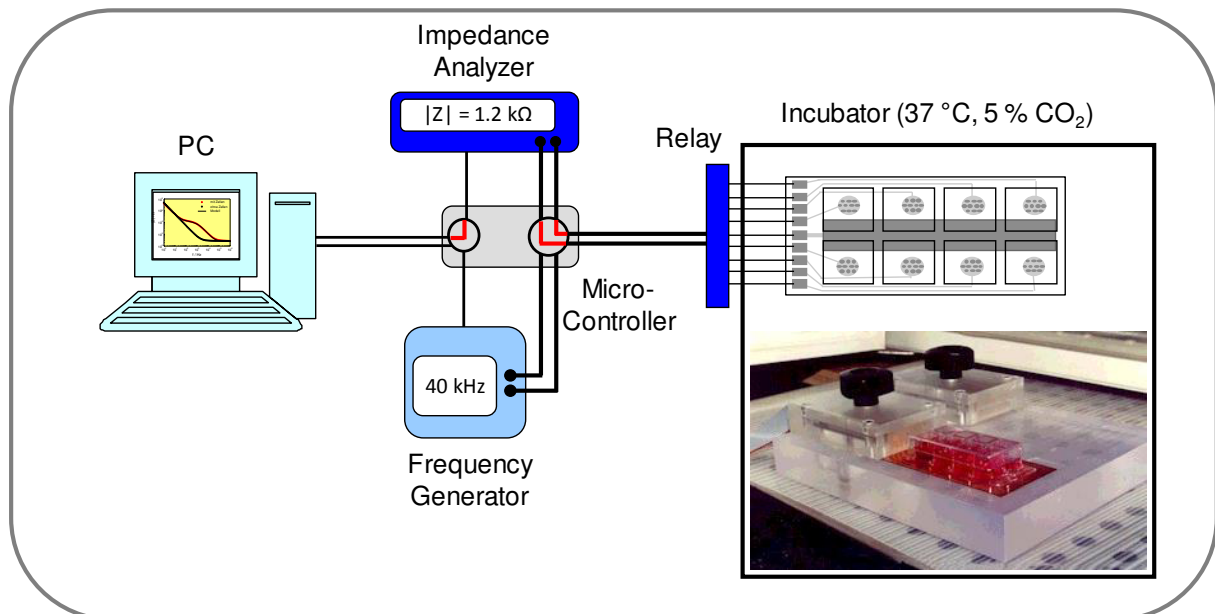 Impedance
Analyzer
|Z| = 1.2 kΩ
PC
Relay
Incubator (37 °C, 5 % CO₂)
Micro-
Controller
40 kHz
Frequency
Generator